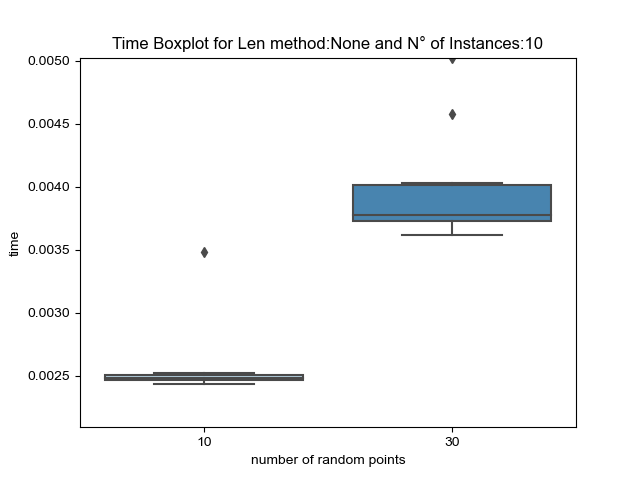 Time Boxplot for Len method:None and N° of Instances:10
0.0050
0.0045
0.0040
0.0035
0.0030
0.0025
time
10
30
number of random points